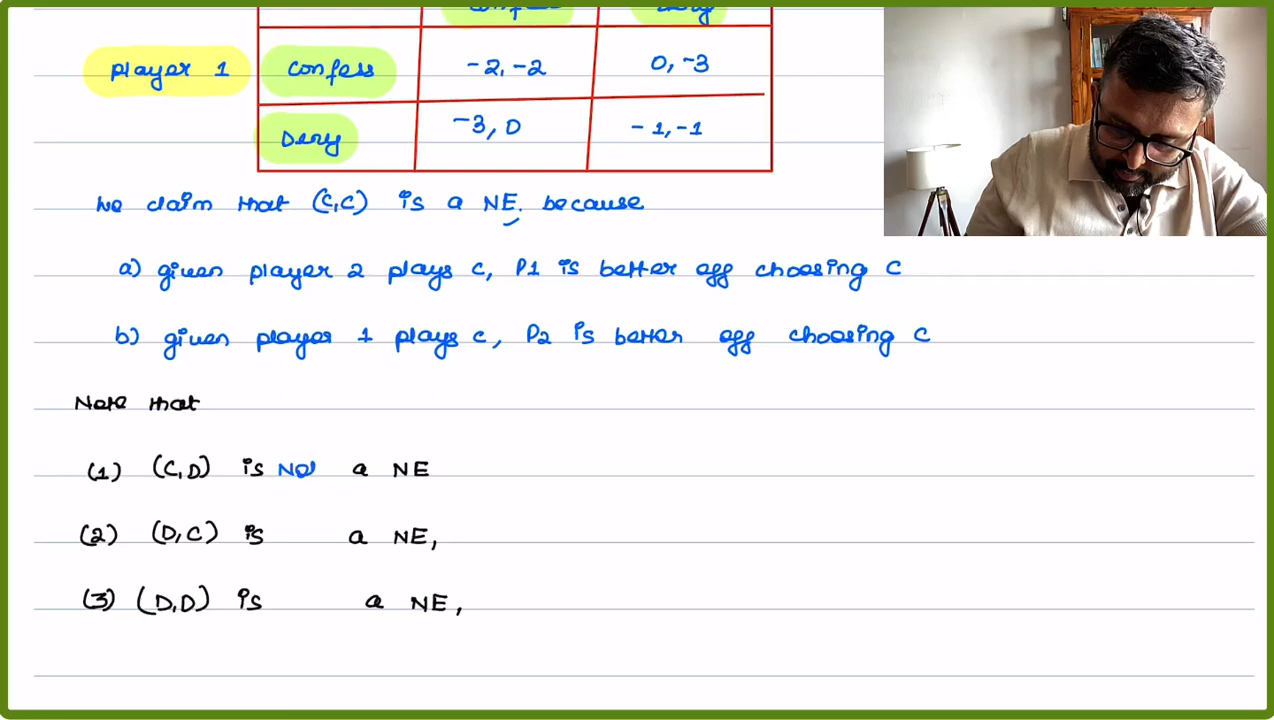 Confess Deny
Player 1 Confess -2, -2 0, -3
Deny -3, 0 -1, -1
We claim that (C,C) is a NE. because
a) given player 2 plays C, P1 is better off choosing C
b) given player 1 plays C, P2 is better off choosing C
Note that
(1) (C,D) is Not a NE
(2) (D,C) is a NE,
(3) (D,D) is a NE,